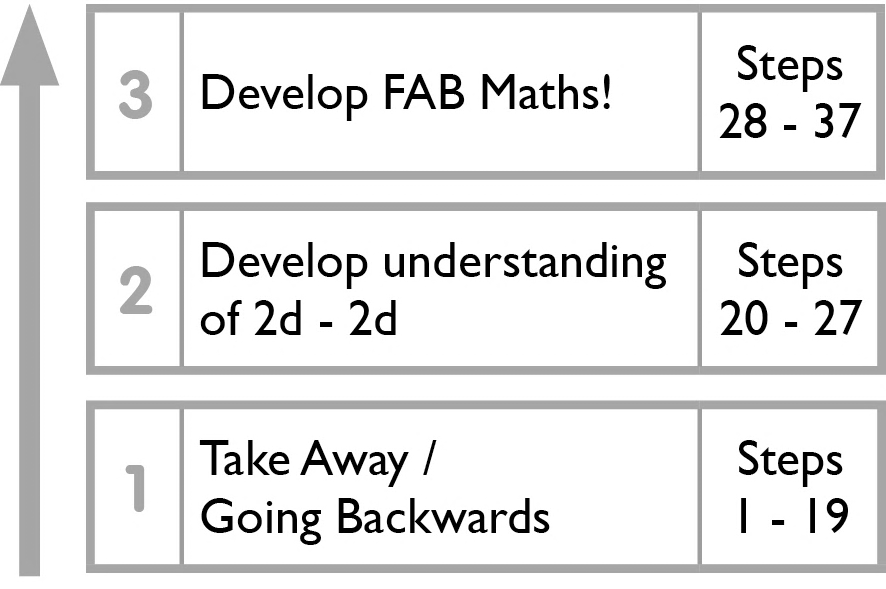 3
Develop FAB Maths!
Steps
28 - 37
2
Develop understanding
of 2d - 2d
Steps
20 - 27
1
Take Away /
Going Backwards
Steps
1 - 19